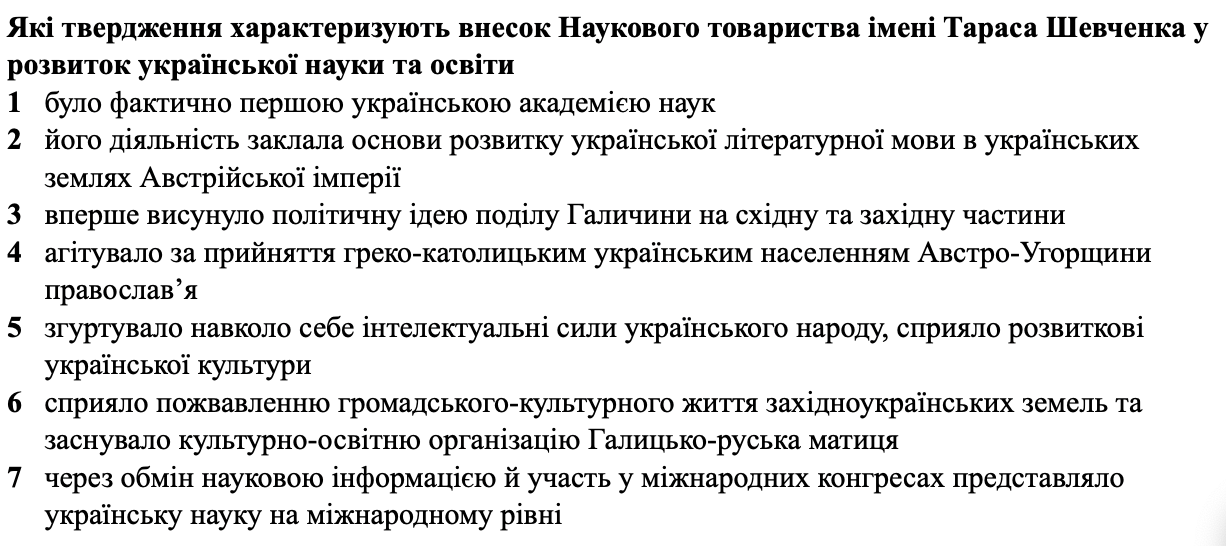 Які твердження характеризують внесок Наукового товариства імені Тараса Шевченка у
розвиток української науки та освіти
1 було фактично першою українською академією наук
2 його діяльність заклала основи розвитку української літературної мови в українських
землях Австрійської імперії
3 вперше висунуло політичну ідею поділу Галичини на східну та західну частини
4 агітувало за прийняття греко-католицьким українським населенням Австро-Угорщини
православ’я
5 згуртувало навколо себе інтелектуальні сили українського народу, сприяло розвиткові
української культури
6 сприяло пожвавленню громадського-культурного життя західноукраїнських земель та
заснувало культурно-освітню організацію Галицько-руська матиця
7 через обмін науковою інформацією й участь у міжнародних конгресах представляло
українську науку на міжнародному рівні